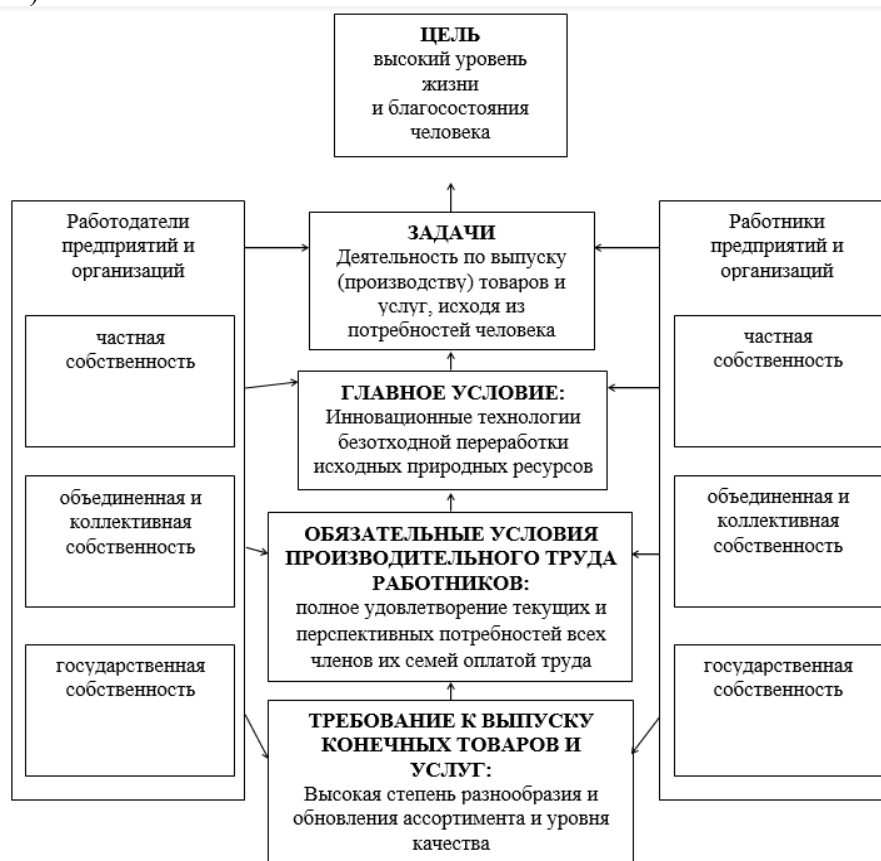 ЦЕЛЬ
высокий уровень
жизни
и благосостояния
человека
Работодатели
предприятий и
организаций
частная
собственность
объединенная и
коллективная
собственность
государственная
собственность
ЗАДАЧИ
Деятельность по выпуску
(производству) товаров и
услуг, исходя из
потребностей человека
ГЛАВНОЕ УСЛОВИЕ:
Инновационные технологии
безотходной переработки
исходных природных ресурсов
ОБЯЗАТЕЛЬНЫЕ УСЛОВИЯ
ПРОИЗВОДИТЕЛЬНОГО ТРУДА
РАБОТНИКОВ:
полное удовлетворение текущих и
перспективных потребностей всех
членов их семей оплатой труда
ТРЕБОВАНИЕ К ВЫПУСКУ
КОНЕЧНЫХ ТОВАРОВ И
УСЛУГ:
Высокая степень разнообразия и
обновления ассортимента и уровня
качества
Работники
предприятий и
организаций
частная
собственность
объединенная и
коллективная
собственность
государственная
собственность